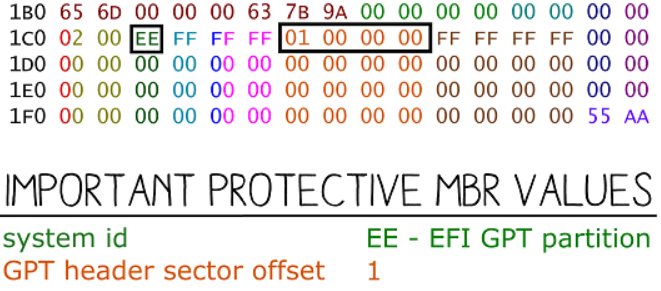 1B0 65 6D 00 00 00 63 7B 9A 00 00 00 00 00 00 00 00
1C0 02 00 EE FF FF FF 01 00 00 00 FF FF FF FF 00 00
1D0 00 00 00 00 00 00 00 00 00 00 00 00 00 00 00 00
1E0 00 00 00 00 00 00 00 00 00 00 00 00 00 00 00 00
1F0 00 00 00 00 00 00 00 00 00 00 00 00 00 00 55 AA
IMPORTANT PROTECTIVE MBR VALUES
system id EE - EFI GPT partition
GPT header sector offset 1